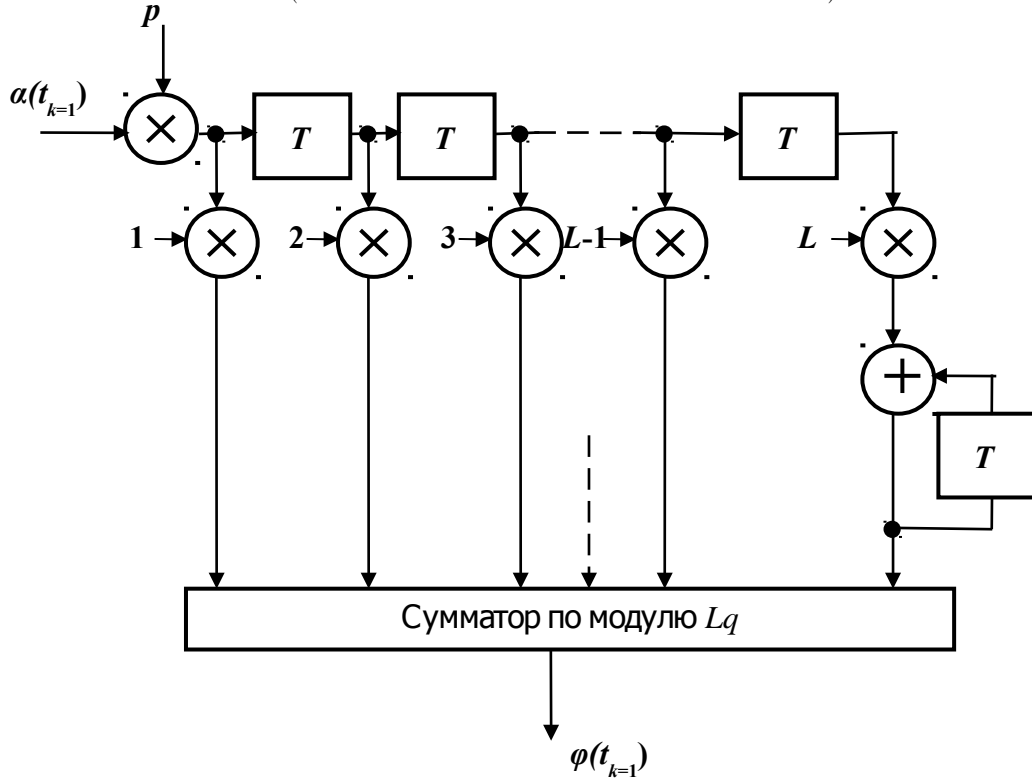 p
α(t_{k=1})
T T T
1 2 3 L-1 L
T
Сумматор по модулю Lq
φ(t_{k=1})